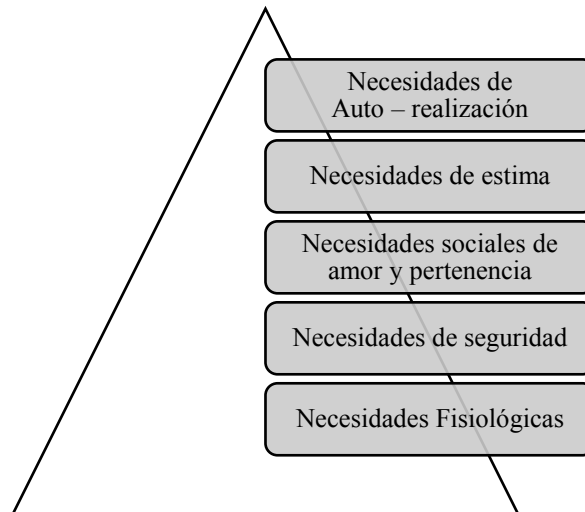 Necesidades de
Auto – realización
Necesidades de estima
Necesidades sociales de
amor y pertenencia
Necesidades de seguridad
Necesidades Fisiológicas